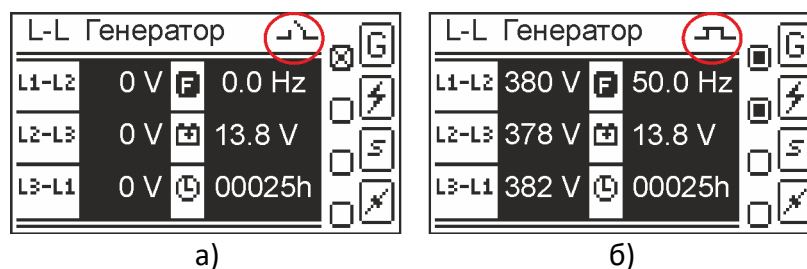 L-L Генератор
G
L1-L2 0 V F 0.0 Hz
L2-L3 0 V 13.8 V
S
L3-L1 0 V 00025h
а)
L-L Генератор
G
L1-L2 380 V F 50.0 Hz
L2-L3 378 V 13.8 V
S
L3-L1 382 V 00025h
б)